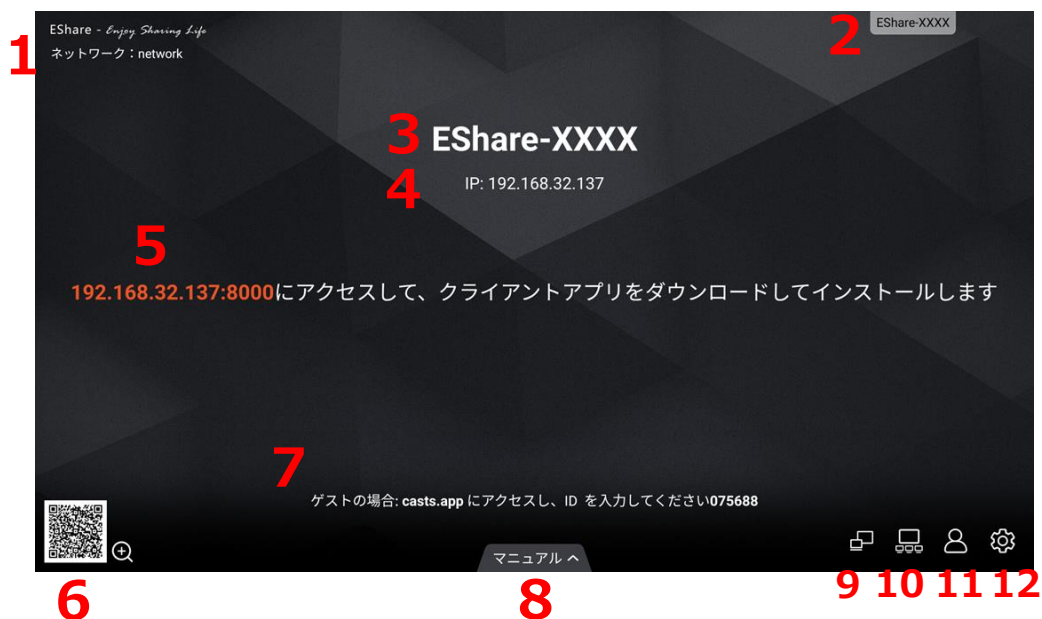 EShare - Enjoy Sharing Life
EShare-XXXX
1
2
ネットワーク：network
3
EShare-XXXX
4
IP: 192.168.32.137
5
192.168.32.137:8000にアクセスして、クライアントアプリをダウンロードしてインストールします
7
ゲストの場合: casts.app にアクセスし、ID を入力してください075688
マニュアル
6
8
9
10
11
12